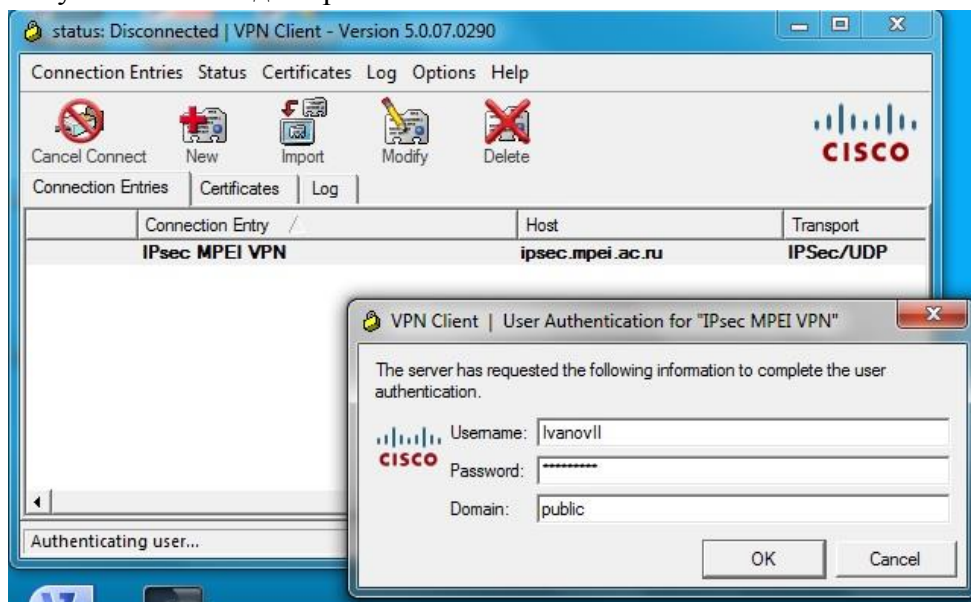 status: Disconnected | VPN Client - Version 5.0.07.0290
Connection Entries Status Certificates Log Options Help
Cancel Connect New Import Modify Delete
CISCO
Connection Entries Certificates Log
Connection Entry Host Transport
IPsec MPEI VPN ipsec.mpei.ac.ru IPSec/UDP
VPN Client | User Authentication for "IPsec MPEI VPN"
The server has requested the following information to complete the user
authentication.
CISCO
Username: IvanovII
Password: *********
Domain: public
OK Cancel
Authenticating user...